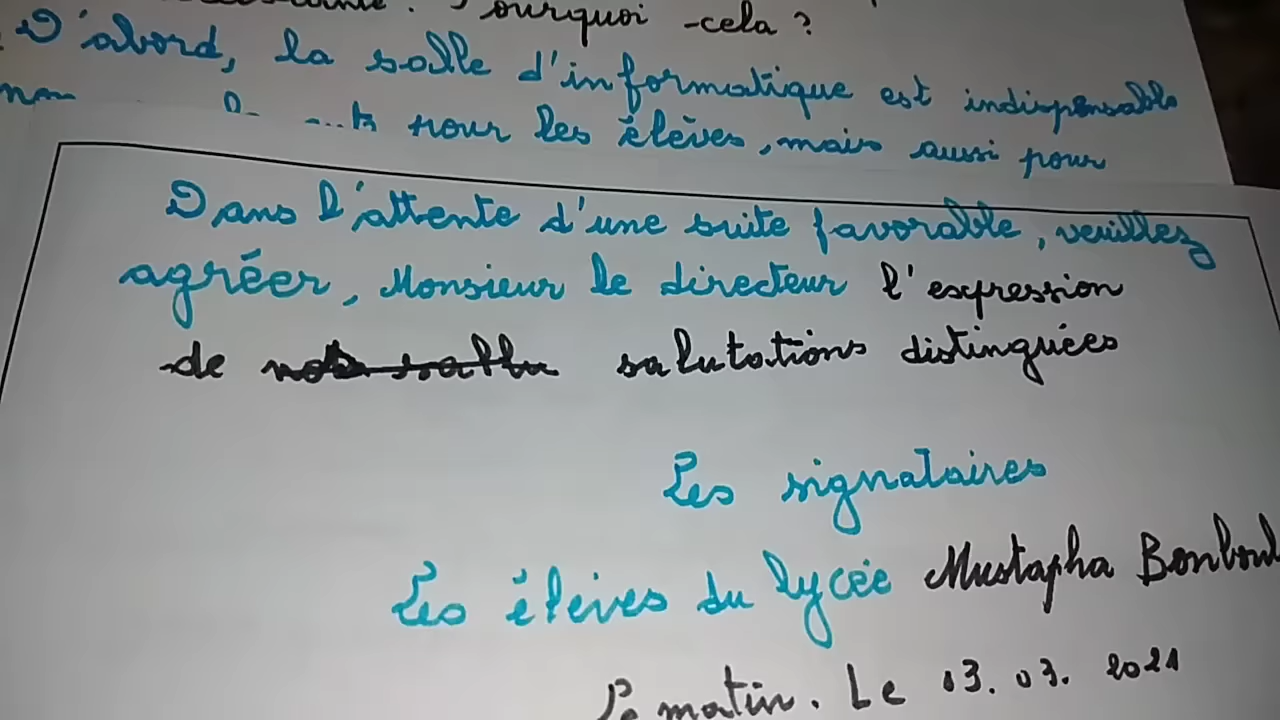 Pourquoi -cela ?
D'abord, la salle d'informatique est indispensable
pour les élèves, mais aussi pour
Dans l'attente d'une suite favorable, veuillez
agréer, Monsieur le directeur l'expression
de salutations distinguées
Les signataires
Les élèves du lycée Mustapha
matin. Le 03.03.2021